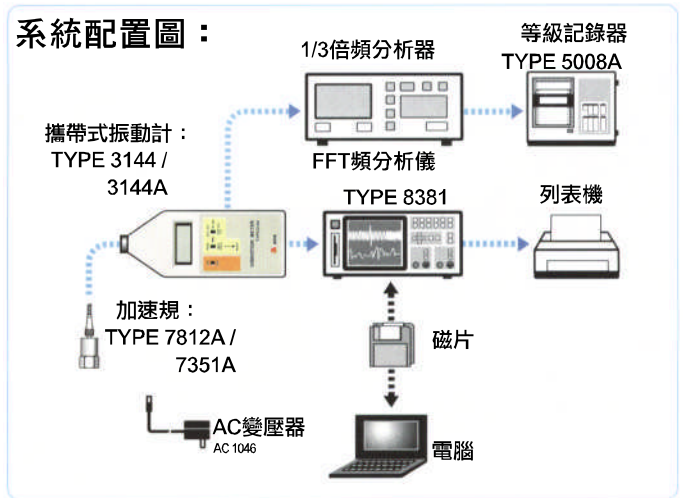 系統配置圖：
1/3倍頻分析器
等級記錄器
TYPE 5008A
攜帶式振動計：
TYPE 3144 /
3144A
FFT頻分析儀
TYPE 8381
列表機
加速規：
TYPE 7812A /
7351A
磁片
AC變壓器
AC 1046
電腦